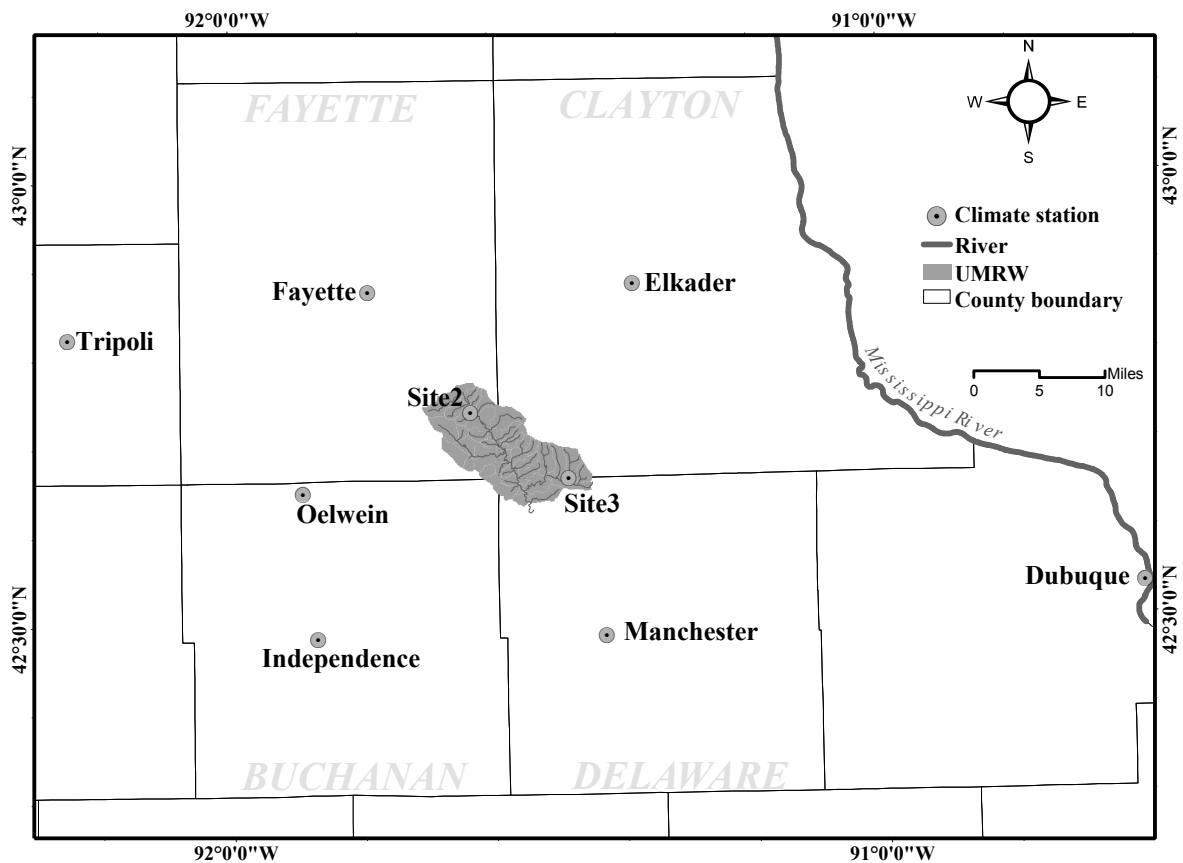 92°0'0"W
91°0'0"W
N
W
E
S
FAYETTE
CLAYTON
43°0'0"N
43°0'0"N
Climate station
River
UMRW
County boundary
Fayette
Elkader
Tripoli
Mississippi River
Miles
0
5
10
Site2
Site3
Oelwein
Dubuque
42°30'0"N
42°30'0"N
Manchester
Independence
BUCHANAN
DELAWARE
92°0'0"W
91°0'0"W